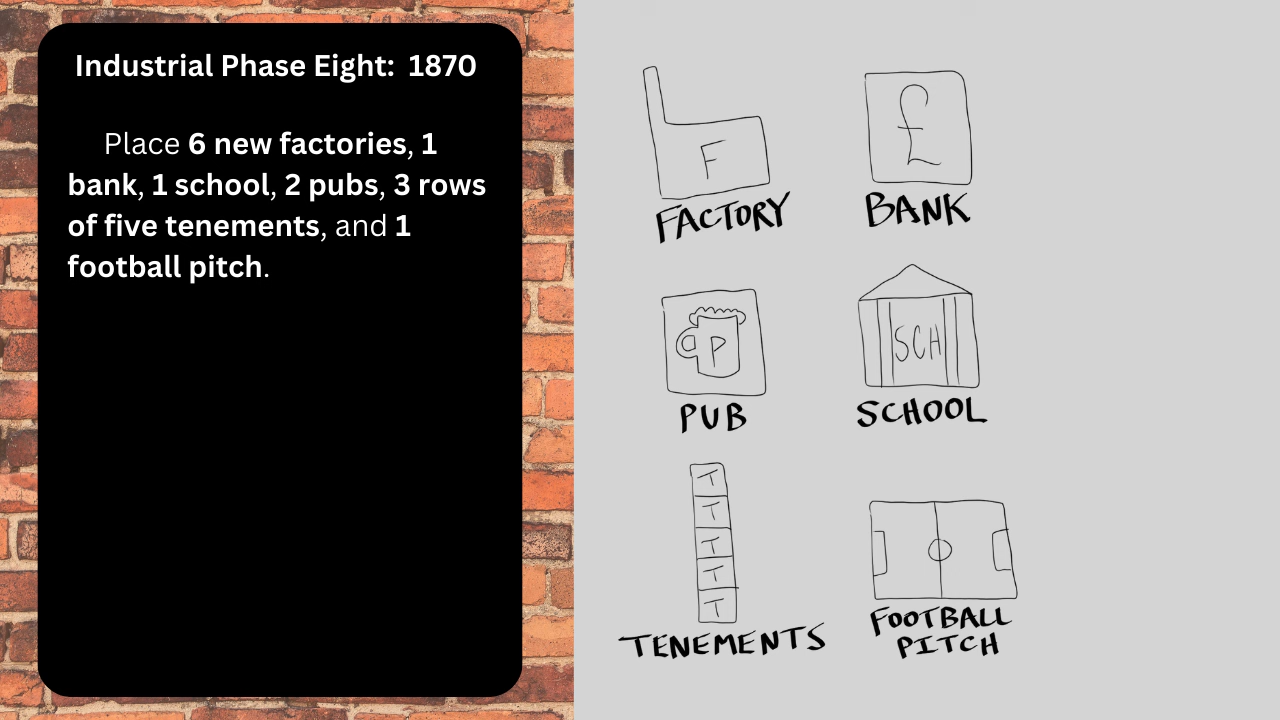 Industrial Phase Eight: 1870
Place 6 new factories, 1
bank, 1 school, 2 pubs, 3 rows
of five tenements, and 1
football pitch.
F
FACTORY
£
BANK
P
PUB
SCH
SCHOOL
T
T
T
T
T
TENEMENTS
FOOTBALL
PITCH